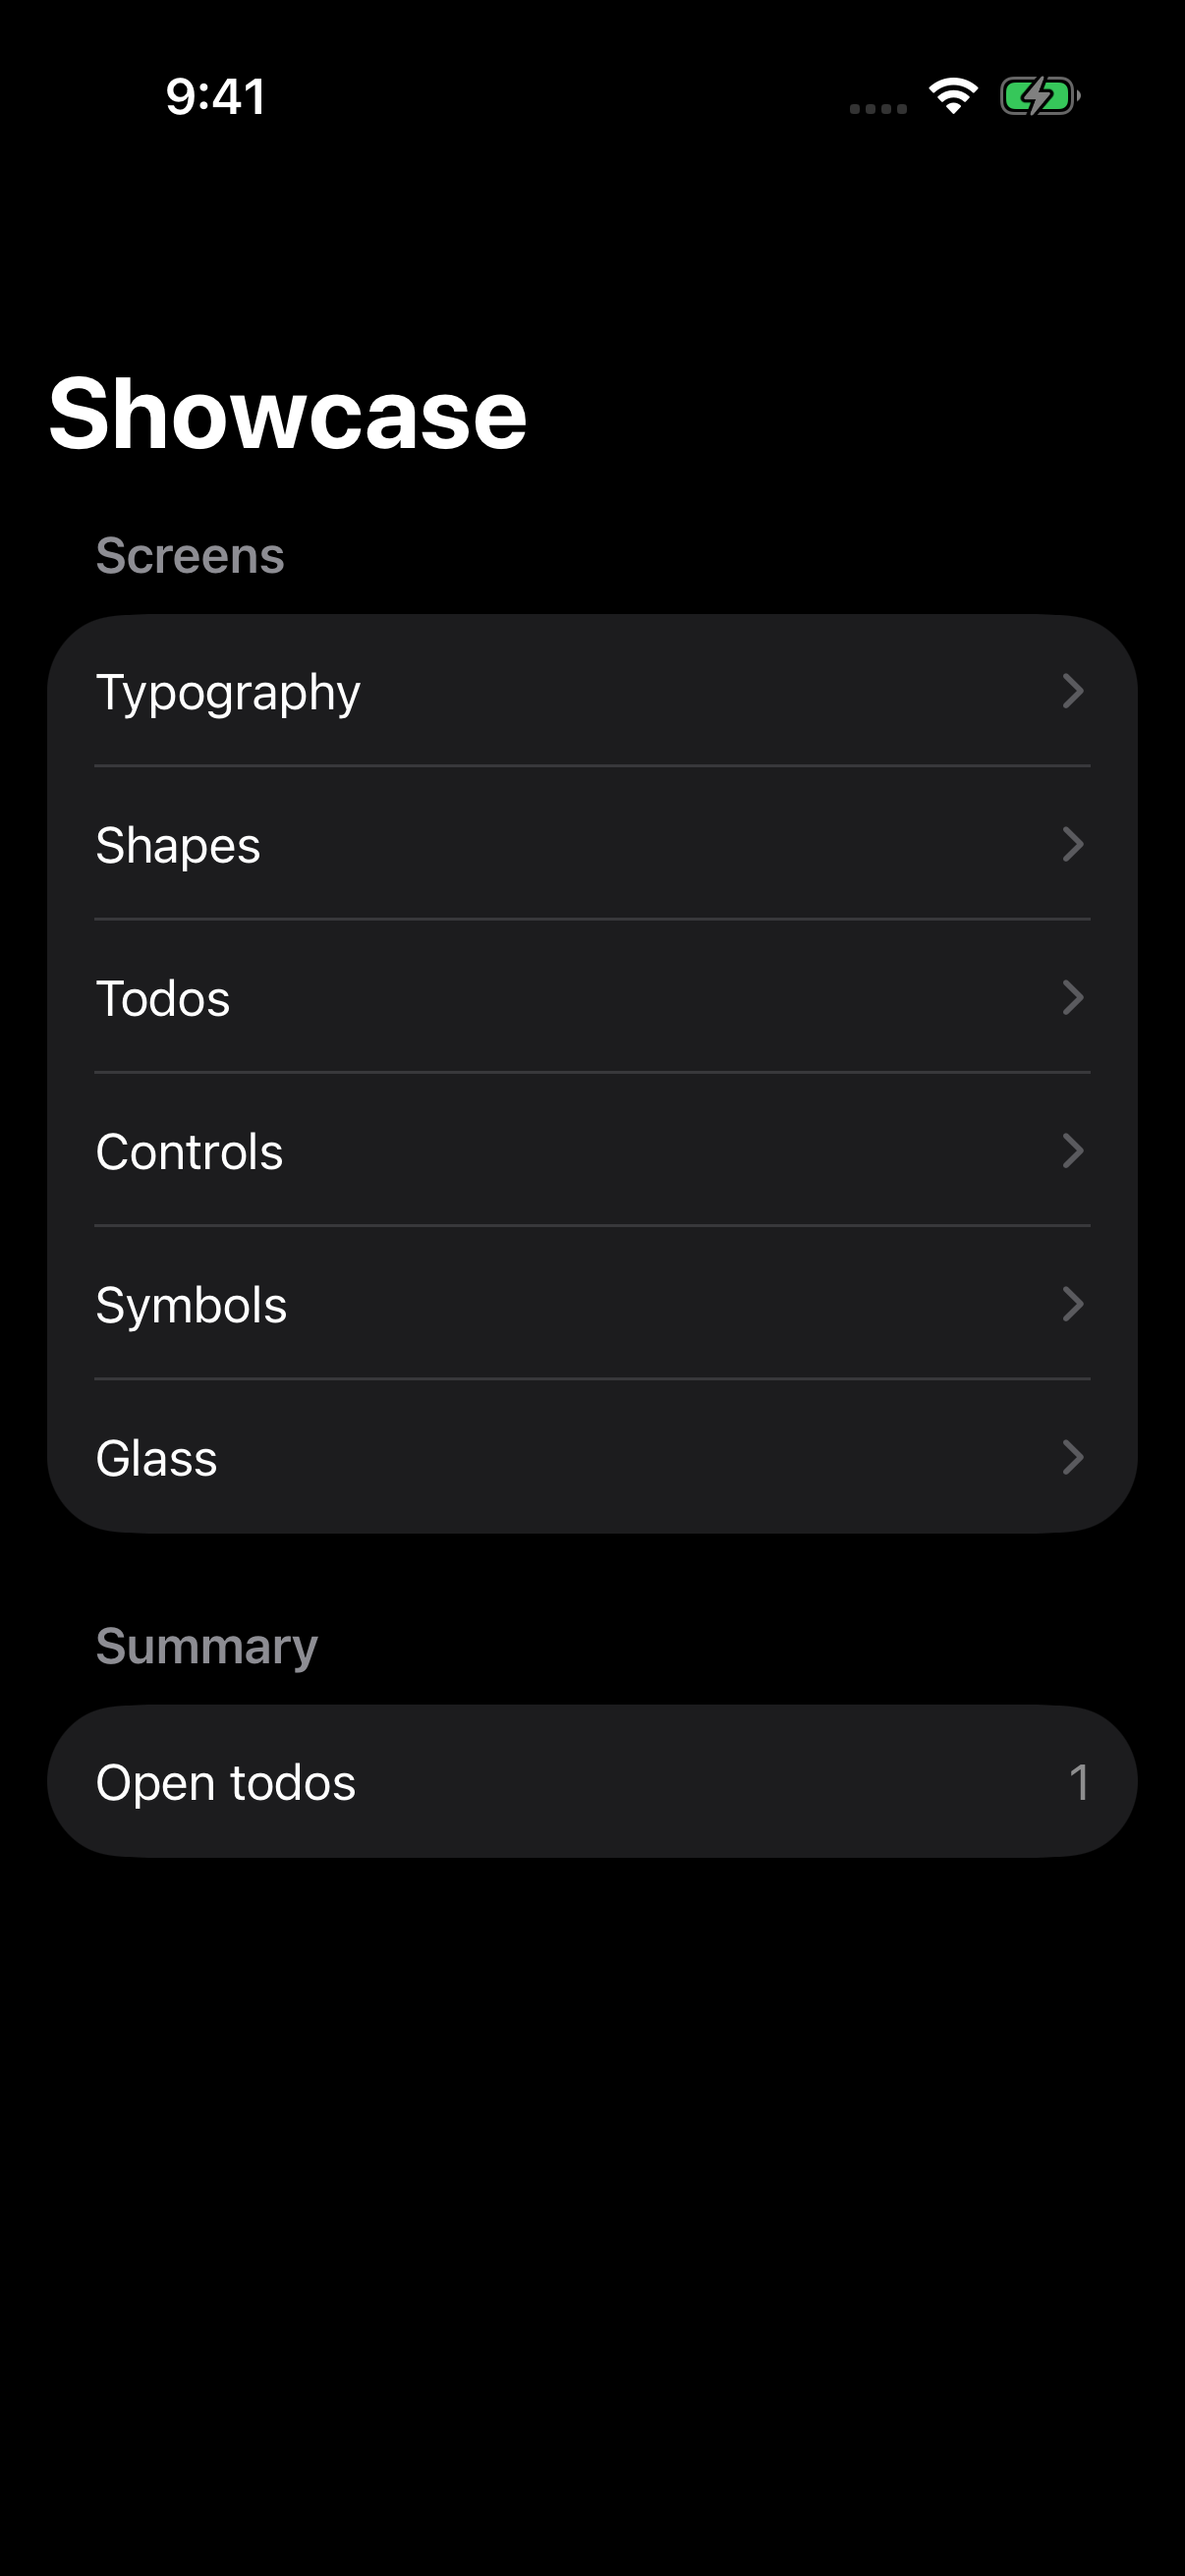 9:41
Showcase
Screens
Typography
Shapes
Todos
Controls
Symbols
Glass
Summary
Open todos 1